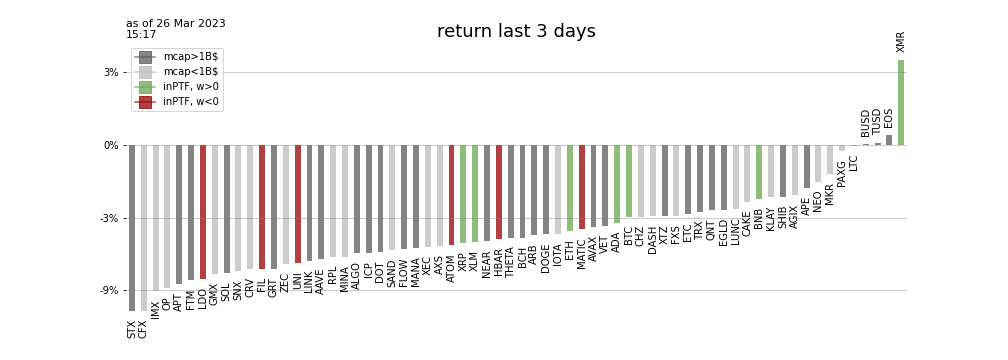 as of 26 Mar 2023
15:17
return last 3 days
mcap>1B$
mcap<1B$
inPTF, w>0
inPTF, w<0
3%
0%
-3%
-9%
STX
CFX
IMX
OP
APT
FTM
LDO
GMX
SOL
SNX
CRV
FIL
GRT
ZEC
UNI
LINK
AAVE
RPL
MINA
ALGO
ICP
DOT
SAND
FLOW
MANA
XEC
AXS
ATOM
XRP
XLM
NEAR
HBAR
THETA
BCH
ARB
DOGE
IOTA
ETH
MATIC
AVAX
VET
ADA
BTC
CHZ
DASH
XTZ
FXS
ETC
TRX
QNT
EGLD
LUNC
CAKE
BNB
KLAY
SHIB
AGIX
APE
NEO
MKR
PAXG
LTC
BUSD
TUSD
EOS
XMR